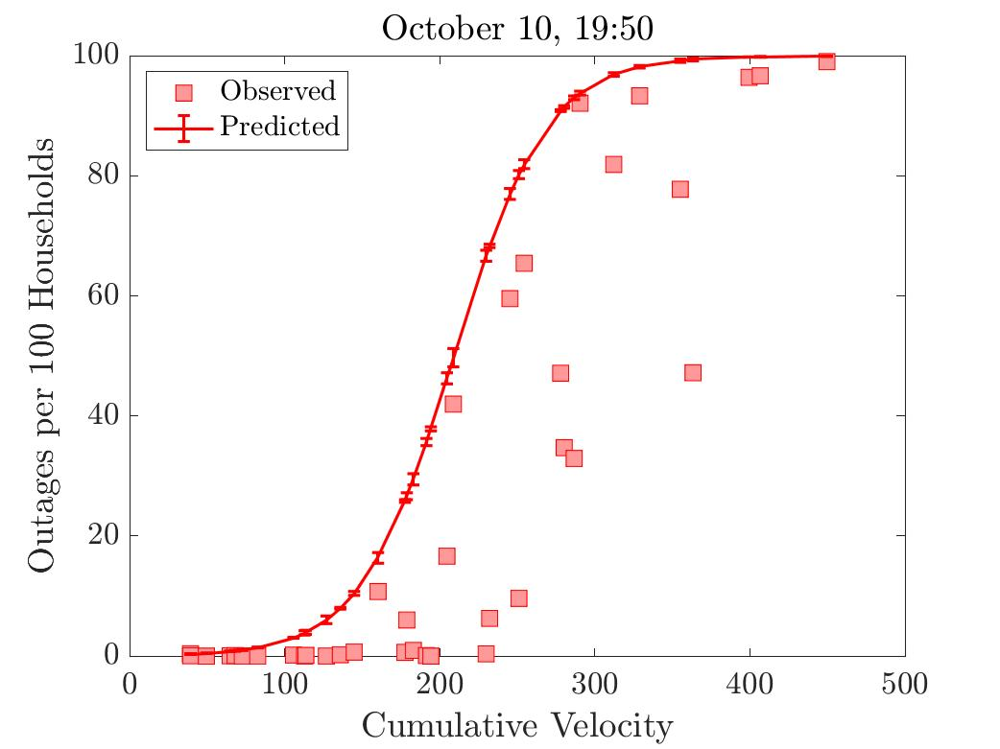 October 10, 19:50
100
80
60
40
20
0
Outages per 100 Households
Observed
Predicted
0 100 200 300 400 500
Cumulative Velocity